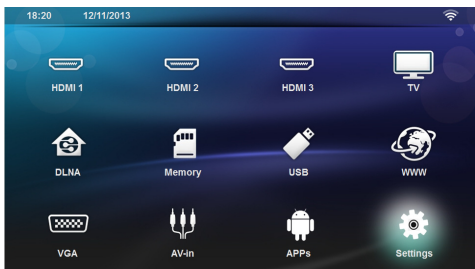 18:20 12/11/2013
HDMI 1 HDMI 2 HDMI 3 TV
DLNA Memory USB WWW
VGA AV-in APPs Settings